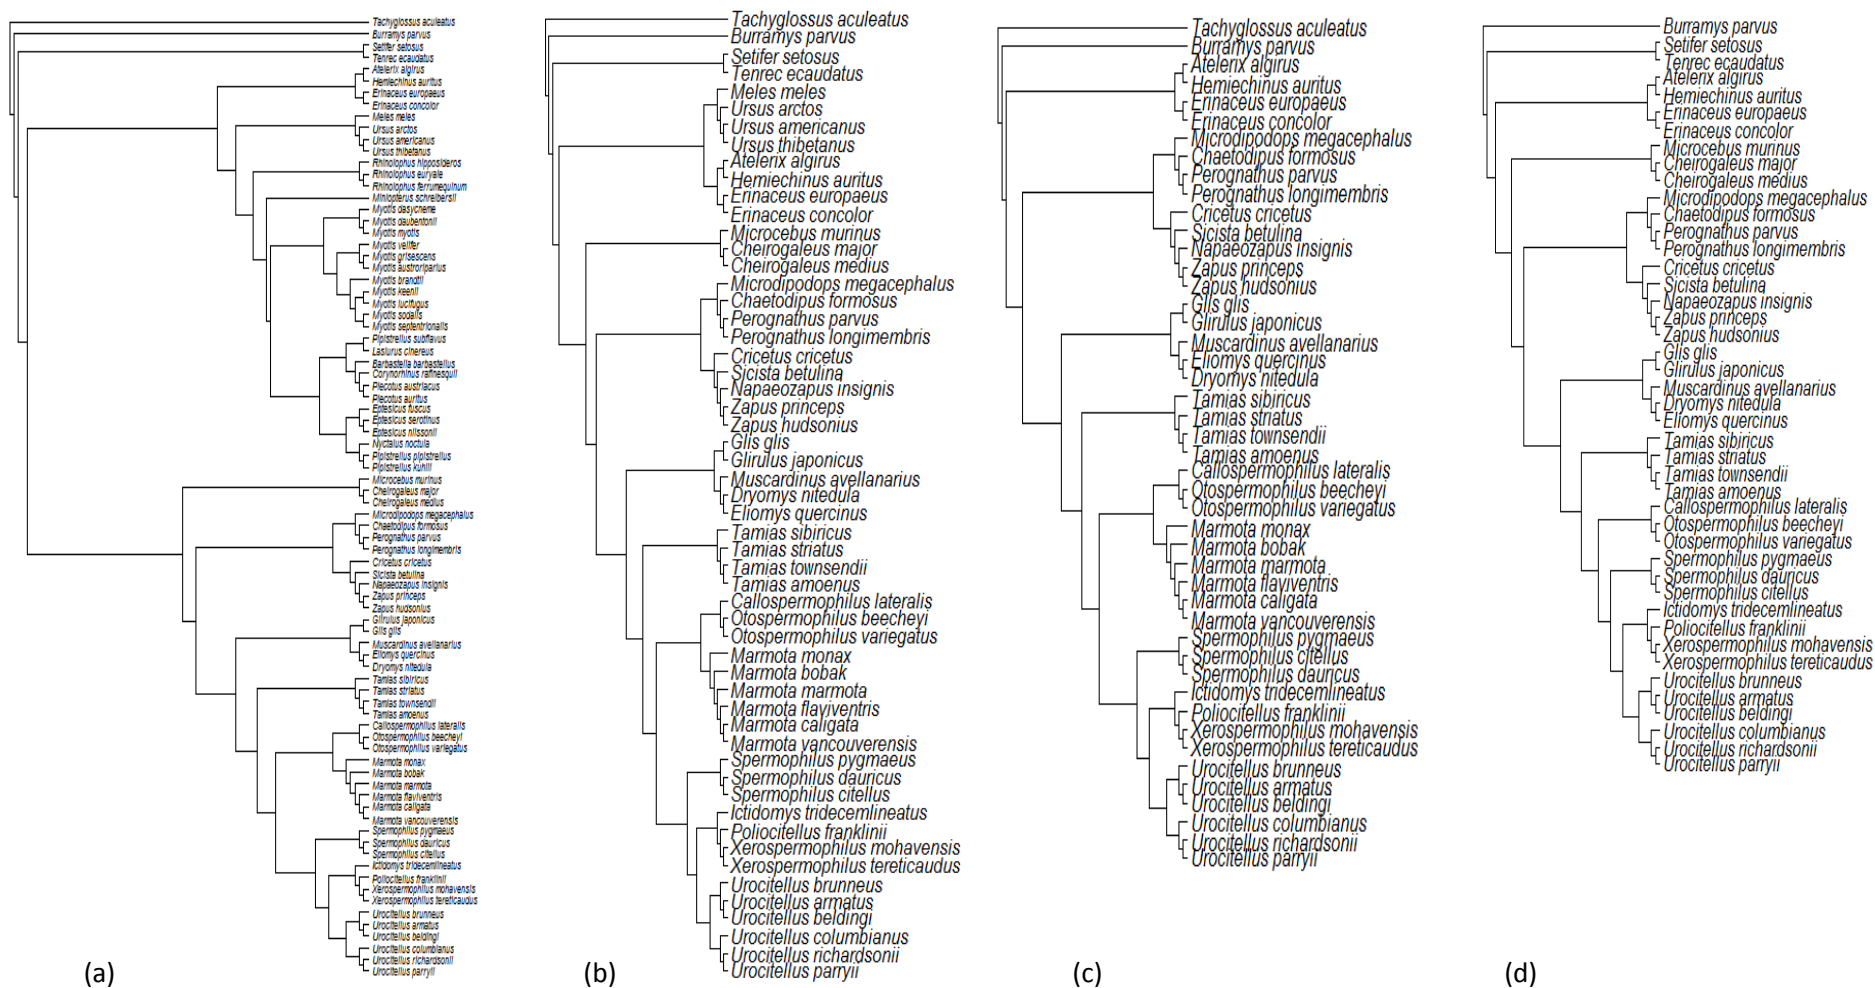 Tachyglossus aculeatus
Burramys parvus
Setifer setosus
Tenrec ecaudatus
Atelerix algirus
Hemiechinus auritus
Erinaceus europaeus
Erinaceus concolor
Meles meles
Ursus arctos
Ursus americanus
Ursus thibetanus
Rhinolophus hipposideros
Rhinolophus euryale
Rhinolophus ferrumequinum
Miniopterus schreibersii
Myotis dasycneme
Myotis daubentonii
Myotis myotis
Myotis velifer
Myotis grisescens
Myotis austroriparius
Myotis brandtii
Myotis keenii
Myotis lucifugus
Myotis sodalis
Myotis septentrionalis
Pipistrellus subflavus
Lasiurus cinereus
Barbastella barbastellus
Corynorhinus rafinesquii
Plecotus austriacus
Plecotus auritus
Eptesicus fuscus
Eptesicus serotinus
Eptesicus nilssonii
Nyctalus noctula
Pipistrellus pipistrellus
Pipistrellus kuhlii
Microcebus murinus
Cheirogaleus major
Cheirogaleus medius
Microdipodops megacephalus
Chaetodipus formosus
Perognathus parvus
Perognathus longimembris
Cricetus cricetus
Sicista betulina
Napaeozapus insignis
Zapus princeps
Zapus hudsonius
Glirulus japonicus
Glis glis
Muscardinus avellanarius
Eliomys quercinus
Dryomys nitedula
Tamias sibiricus
Tamias striatus
Tamias townsendii
Tamias amoenus
Callospermophilus lateralis
Otospermophilus beecheyi
Otospermophilus variegatus
Marmota monax
Marmota bobak
Marmota marmota
Marmota flaviventris
Marmota caligata
Marmota vancouverensis
Spermophilus pygmaeus
Spermophilus dauricus
Spermophilus citellus
Ictidomys tridecemlineatus
Poliocitellus franklinii
Xerospermophilus mohavensis
Xerospermophilus tereticaudus
Urocitellus brunneus
Urocitellus armatus
Urocitellus beldingi
Urocitellus columbianus
Urocitellus richardsonii
Urocitellus parryii
(a)
Tachyglossus aculeatus
Burramys parvus
Setifer setosus
Tenrec ecaudatus
Meles meles
Ursus arctos
Ursus americanus
Ursus thibetanus
Atelerix algirus
Hemiechinus auritus
Erinaceus europaeus
Erinaceus concolor
Microcebus murinus
Cheirogaleus major
Cheirogaleus medius
Microdipodops megacephalus
Chaetodipus formosus
Perognathus parvus
Perognathus longimembris
Cricetus cricetus
Sicista betulina
Napaeozapus insignis
Zapus princeps
Zapus hudsonius
Glis glis
Glirulus japonicus
Muscardinus avellanarius
Dryomys nitedula
Eliomys quercinus
Tamias sibiricus
Tamias striatus
Tamias townsendii
Tamias amoenus
Callospermophilus lateralis
Otospermophilus beecheyi
Otospermophilus variegatus
Marmota monax
Marmota bobak
Marmota marmota
Marmota flaviventris
Marmota caligata
Marmota vancouverensis
Spermophilus pygmaeus
Spermophilus dauricus
Spermophilus citellus
Ictidomys tridecemlineatus
Poliocitellus franklinii
Xerospermophilus mohavensis
Xerospermophilus tereticaudus
Urocitellus brunneus
Urocitellus armatus
Urocitellus beldingi
Urocitellus columbianus
Urocitellus richardsonii
Urocitellus parryii
(b)
Tachyglossus aculeatus
Burramys parvus
Atelerix algirus
Hemiechinus auritus
Erinaceus europaeus
Erinaceus concolor
Microdipodops megacephalus
Chaetodipus formosus
Perognathus parvus
Perognathus longimembris
Cricetus cricetus
Sicista betulina
Napaeozapus insignis
Zapus princeps
Zapus hudsonius
Glis glis
Glirulus japonicus
Muscardinus avellanarius
Eliomys quercinus
Dryomys nitedula
Tamias sibiricus
Tamias striatus
Tamias townsendii
Tamias amoenus
Callospermophilus lateralis
Otospermophilus beecheyi
Otospermophilus variegatus
Marmota monax
Marmota bobak
Marmota marmota
Marmota flaviventris
Marmota caligata
Marmota vancouverensis
Spermophilus pygmaeus
Spermophilus citellus
Spermophilus dauricus
Ictidomys tridecemlineatus
Poliocitellus franklinii
Xerospermophilus mohavensis
Xerospermophilus tereticaudus
Urocitellus brunneus
Urocitellus armatus
Urocitellus beldingi
Urocitellus columbianus
Urocitellus richardsonii
Urocitellus parryii
(c)
Burramys parvus
Setifer setosus
Tenrec ecaudatus
Atelerix algirus
Hemiechinus auritus
Erinaceus europaeus
Erinaceus concolor
Microcebus murinus
Cheirogaleus major
Cheirogaleus medius
Microdipodops megacephalus
Chaetodipus formosus
Perognathus parvus
Perognathus longimembris
Cricetus cricetus
Sicista betulina
Napaeozapus insignis
Zapus princeps
Zapus hudsonius
Glis glis
Glirulus japonicus
Muscardinus avellanarius
Dryomys nitedula
Eliomys quercinus
Tamias sibiricus
Tamias striatus
Tamias townsendii
Tamias amoenus
Callospermophilus lateralis
Otospermophilus beecheyi
Otospermophilus variegatus
Spermophilus pygmaeus
Spermophilus dauricus
Spermophilus citellus
Ictidomys tridecemlineatus
Poliocitellus franklinii
Xerospermophilus mohavensis
Xerospermophilus tereticaudus
Urocitellus brunneus
Urocitellus armatus
Urocitellus beldingi
Urocitellus columbianus
Urocitellus richardsonii
Urocitellus parryii
(d)